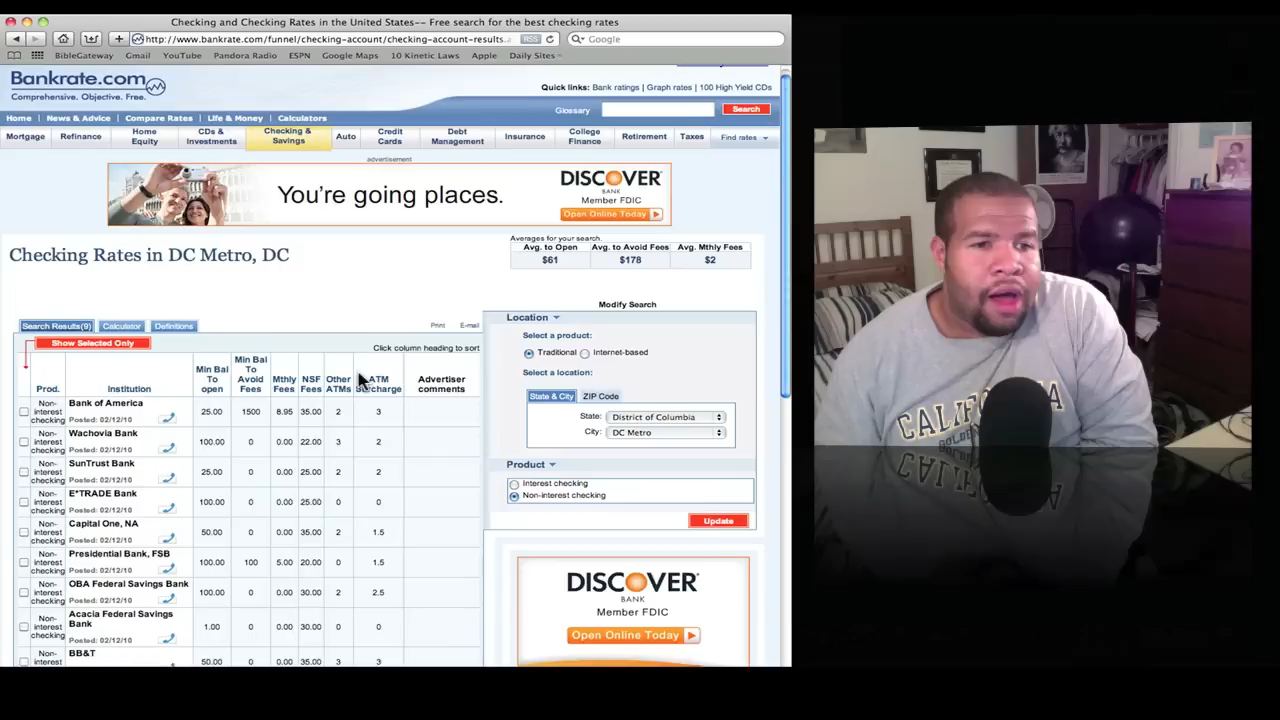 Checking and Checking Rates in the United States-- Free search for the best checking rates
http://www.bankrate.com/funnel/checking-account/checking-account-results. RSS Google
BibleGateway Gmail YouTube Pandora Radio ESPN Google Maps 10 Kinetic Laws Apple Daily Sites
Bankrate.com
Comprehensive. Objective. Free.
Quick links: Bank ratings | Graph rates | 100 High Yield CDs
Glossary Search
Home News & Advice Compare Rates Life & Money Calculators
Mortgage Refinance Home Equity CDs & Investments Checking & Savings Auto Credit Cards Debt Management Insurance College Finance Retirement Taxes Find rates
advertisement
You're going places.
DISCOVER
BANK
Member FDIC
Open Online Today
Checking Rates in DC Metro, DC
Averages for your search.
Avg. to Open Avg. to Avoid Fees Avg. Mthly Fees
$61 $178 $2
Modify Search
Search Results(9) Calculator Definitions
Print E-mail
Show Selected Only
Click column heading to sort
Prod. Institution Min Bal To open Min Bal To Avoid Fees Mthly Fees NSF Fees Other ATMs ATM Advertiser comments
Non-interest checking Bank of America Posted: 02/12/10 25.00 1500 8.95 35.00 2 3
Non-interest checking Wachovia Bank Posted: 02/12/10 100.00 0 0.00 22.00 3 2
Non-interest checking SunTrust Bank Posted: 02/12/10 25.00 0 0.00 25.00 2 2
Non-interest checking E*TRADE Bank Posted: 02/12/10 100.00 0 0.00 25.00 0 0
Non-interest checking Capital One, NA Posted: 02/12/10 50.00 0 0.00 35.00 2 1.5
Non-interest checking Presidential Bank, FSB Posted: 02/12/10 100.00 100 5.00 20.00 0 1.5
Non-interest checking OBA Federal Savings Bank Posted: 02/12/10 100.00 0 0.00 30.00 2 2.5
Non-interest checking Acacia Federal Savings Bank Posted: 02/12/10 1.00 0 0.00 30.00 0 0
Non-interest checking BB&T 50.00 0 0.00 35.00 3 3
Location
Select a product:
Traditional Internet-based
Select a location:
State & City ZIP Code
State: District of Columbia
City: DC Metro
Product
Interest checking
Non-interest checking
Update
DISCOVER
BANK
Member FDIC
Open Online Today
CALIFORNIA
GOLDEN